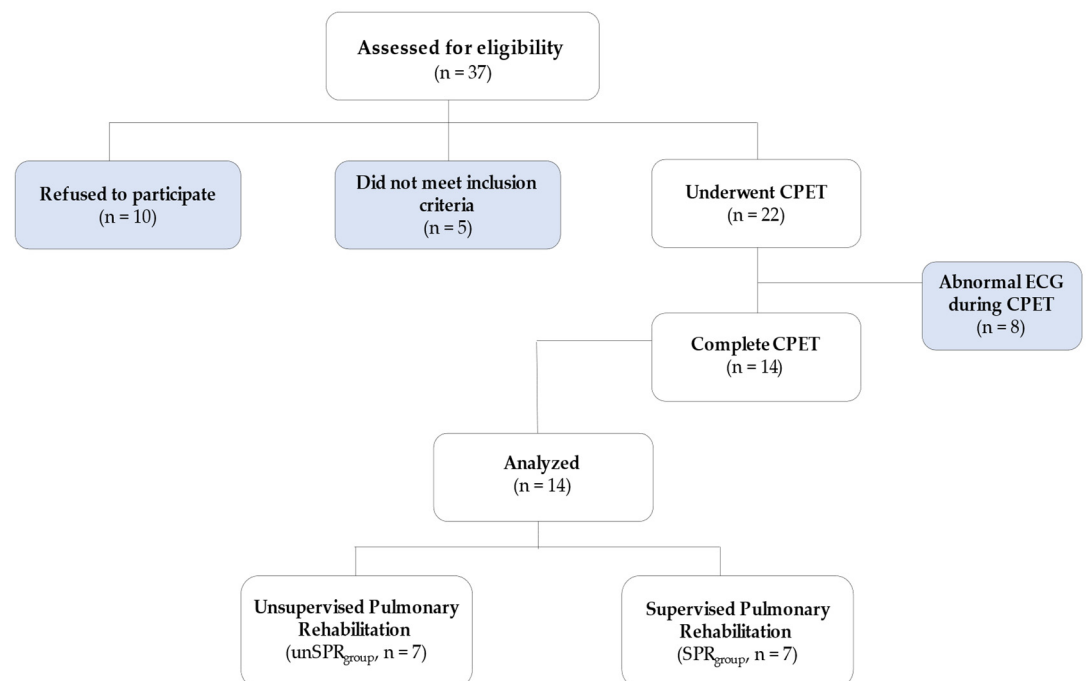 Assessed for eligibility
(n = 37)
Refused to participate
(n = 10)
Did not meet inclusion
criteria
(n = 5)
Underwent CPET
(n = 22)
Abnormal ECG
during CPET
(n = 8)
Complete CPET
(n = 14)
Analyzed
(n = 14)
Unsupervised Pulmonary
Rehabilitation
(unSPRgroup, n = 7)
Supervised Pulmonary
Rehabilitation
(SPRgroup, n = 7)